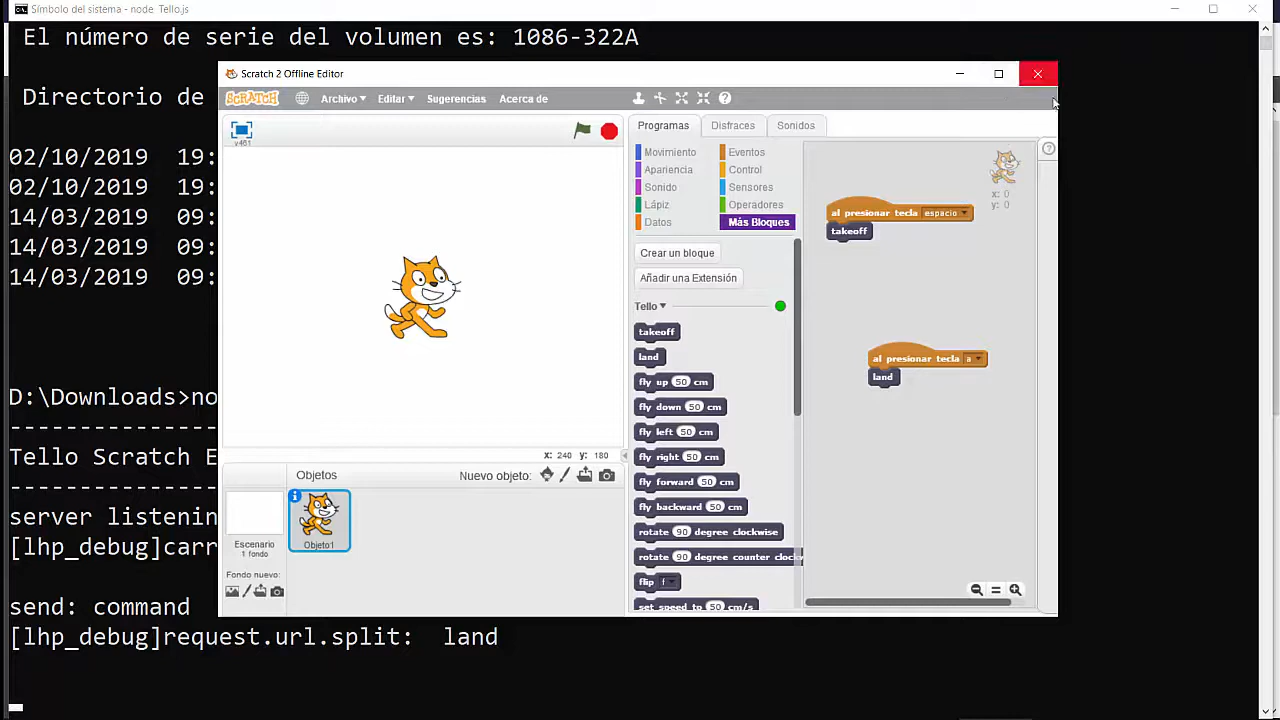 Símbolo del sistema - node Tello.js
El número de serie del volumen es: 1086-322A
Scratch 2 Offline Editor
SCRATCH Archivo Editar Sugerencias Acerca de
Directorio de
v461
Programas Disfraces Sonidos
Movimiento Eventos
Apariencia Control
Sonido Sensores
Lápiz Operadores
Datos Más Bloques
Crear un bloque
Añadir una Extensión
Tello
takeoff
land
fly up 50 cm
fly down 50 cm
fly left 50 cm
fly right 50 cm
fly forward 50 cm
fly backward 50 cm
rotate 90 degree clockwise
rotate 90 degree counter clockw
flip f
set speed to 50 cm/s
x: 0
y: 0
al presionar tecla espacio
takeoff
al presionar tecla a
land
x: 240 y: 180
Objetos Nuevo objeto:
Escenario
1 fondo
Objeto1
Fondo nuevo:
02/10/2019 19:
02/10/2019 19:
14/03/2019 09:
14/03/2019 09:
14/03/2019 09:
D:\Downloads>no
Tello Scratch E
server listenin
[lhp_debug]carr
send: command
[lhp_debug]request.url.split: land